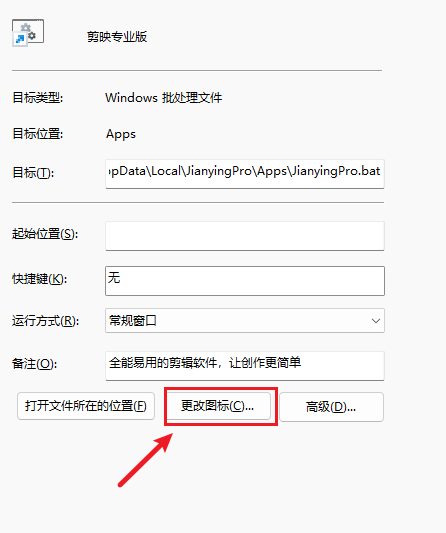 剪映专业版
目标类型: Windows 批处理文件
目标位置: Apps
目标(T): pData\Local\JianyingPro\Apps\JianyingPro.bat
起始位置(S):
快捷键(K): 无
运行方式(R): 常规窗口
备注(O): 全能易用的剪辑软件，让创作更简单
打开文件所在的位置(F) 更改图标(C)... 高级(D)...